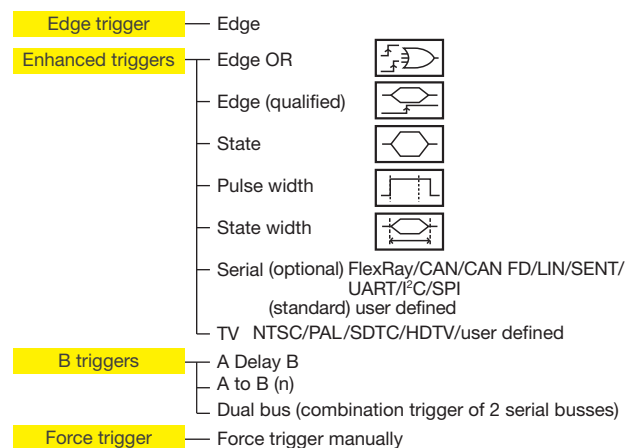 Edge trigger Edge
Enhanced triggers Edge OR
Edge (qualified)
State
Pulse width
State width
Serial (optional) FlexRay/CAN/CAN FD/LIN/SENT/
UART/I²C/SPI
(standard) user defined
TV NTSC/PAL/SDTC/HDTV/user defined
B triggers A Delay B
A to B (n)
Dual bus (combination trigger of 2 serial busses)
Force trigger Force trigger manually